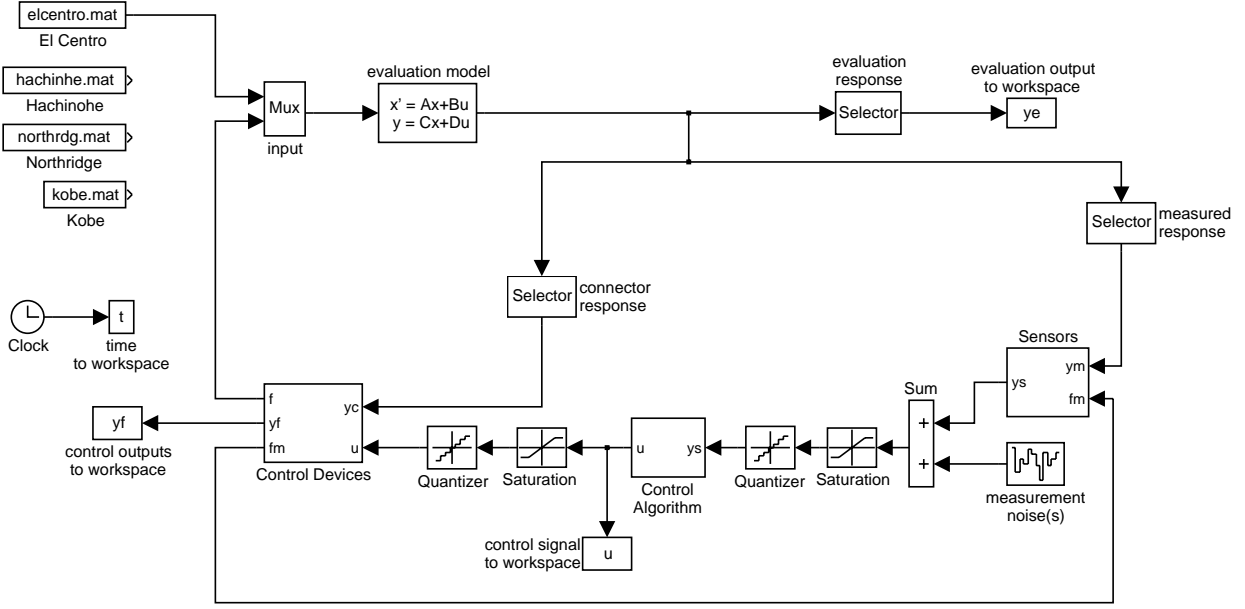 elcentro.mat
El Centro
hachinhe.mat
Hachinohe
northrdg.mat
Northridge
kobe.mat
Kobe
Mux
input
evaluation model
x' = Ax+Bu
y = Cx+Du
evaluation
response
Selector
evaluation output
to workspace
ye
Selector
measured
response
Selector
connector
response
Clock
t
time
to workspace
Sensors
ym
ys
fm
Sum
+
+
measurement
noise(s)
f
yf
fm
yc
u
Control Devices
yf
control outputs
to workspace
Quantizer
Saturation
u
ys
Control
Algorithm
Quantizer
Saturation
control signal
to workspace
u